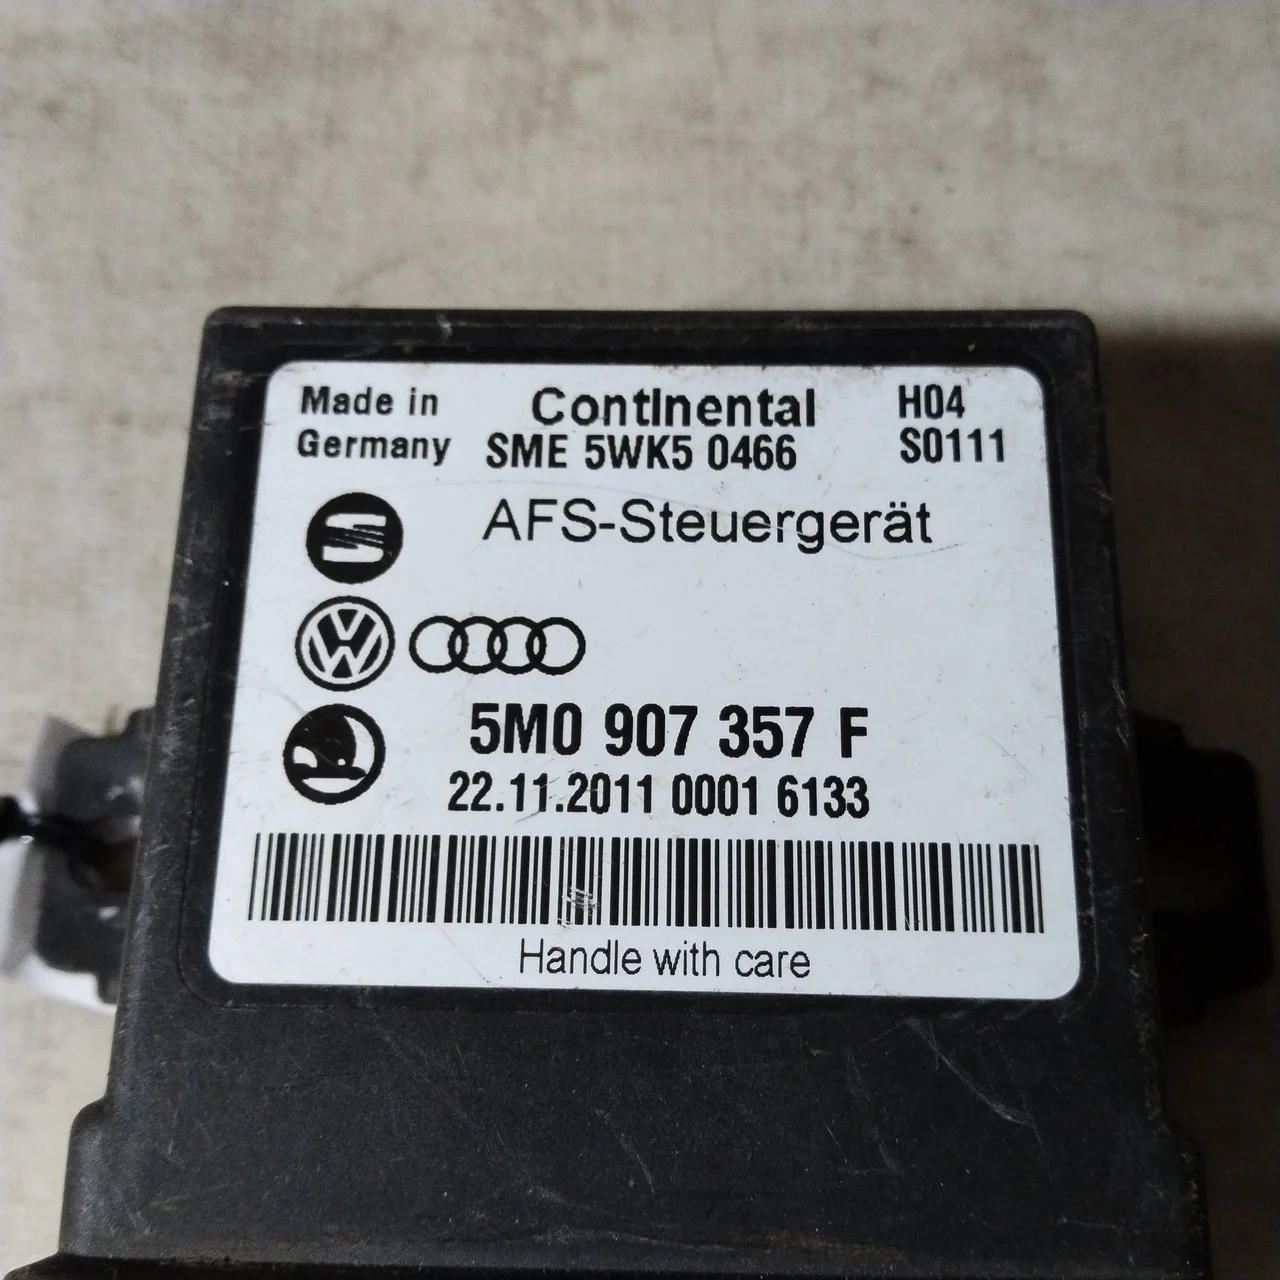 Made in Continental H04
Germany SME 5WK5 0466 S0111
AFS-Steuergerät
5M0 907 357 F
22.11.2011 0001 6133
Handle with care